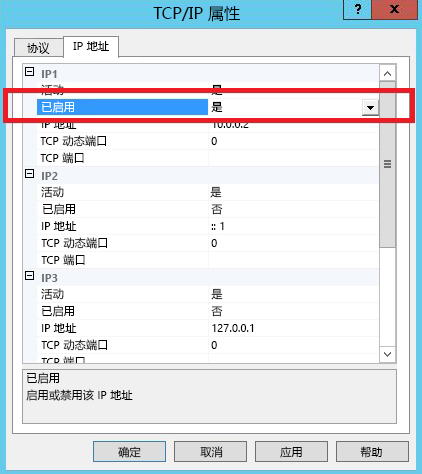 TCP/IP 属性
?
协议
IP 地址
IP1
活动 是
已启用 是
IP 地址 10.0.0.2
TCP 动态端口 0
TCP 端口
IP2
活动 是
已启用 否
IP 地址 :: 1
TCP 动态端口 0
TCP 端口
IP3
活动 是
已启用 否
IP 地址 127.0.0.1
TCP 动态端口 0
TCP 端口
已启用
启用或禁用该 IP 地址
确定 取消 应用 帮助